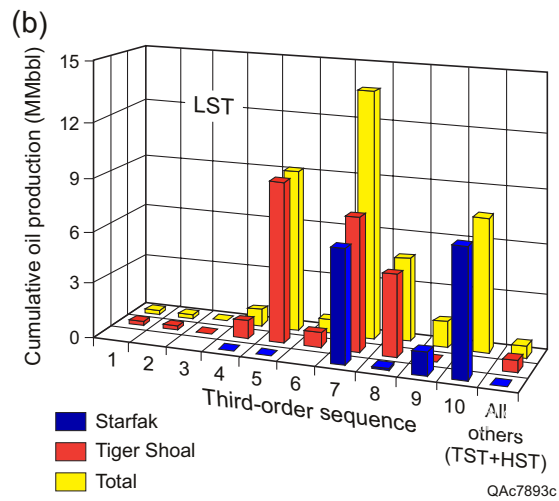 (b)
Cumulative oil production (MMbbl)
15
12
9
6
3
0
LST
1
2
3
4
5
6
7
8
9
10
All
others
(TST+HST)
Third-order sequence
Starfak
Tiger Shoal
Total
QAc7893c